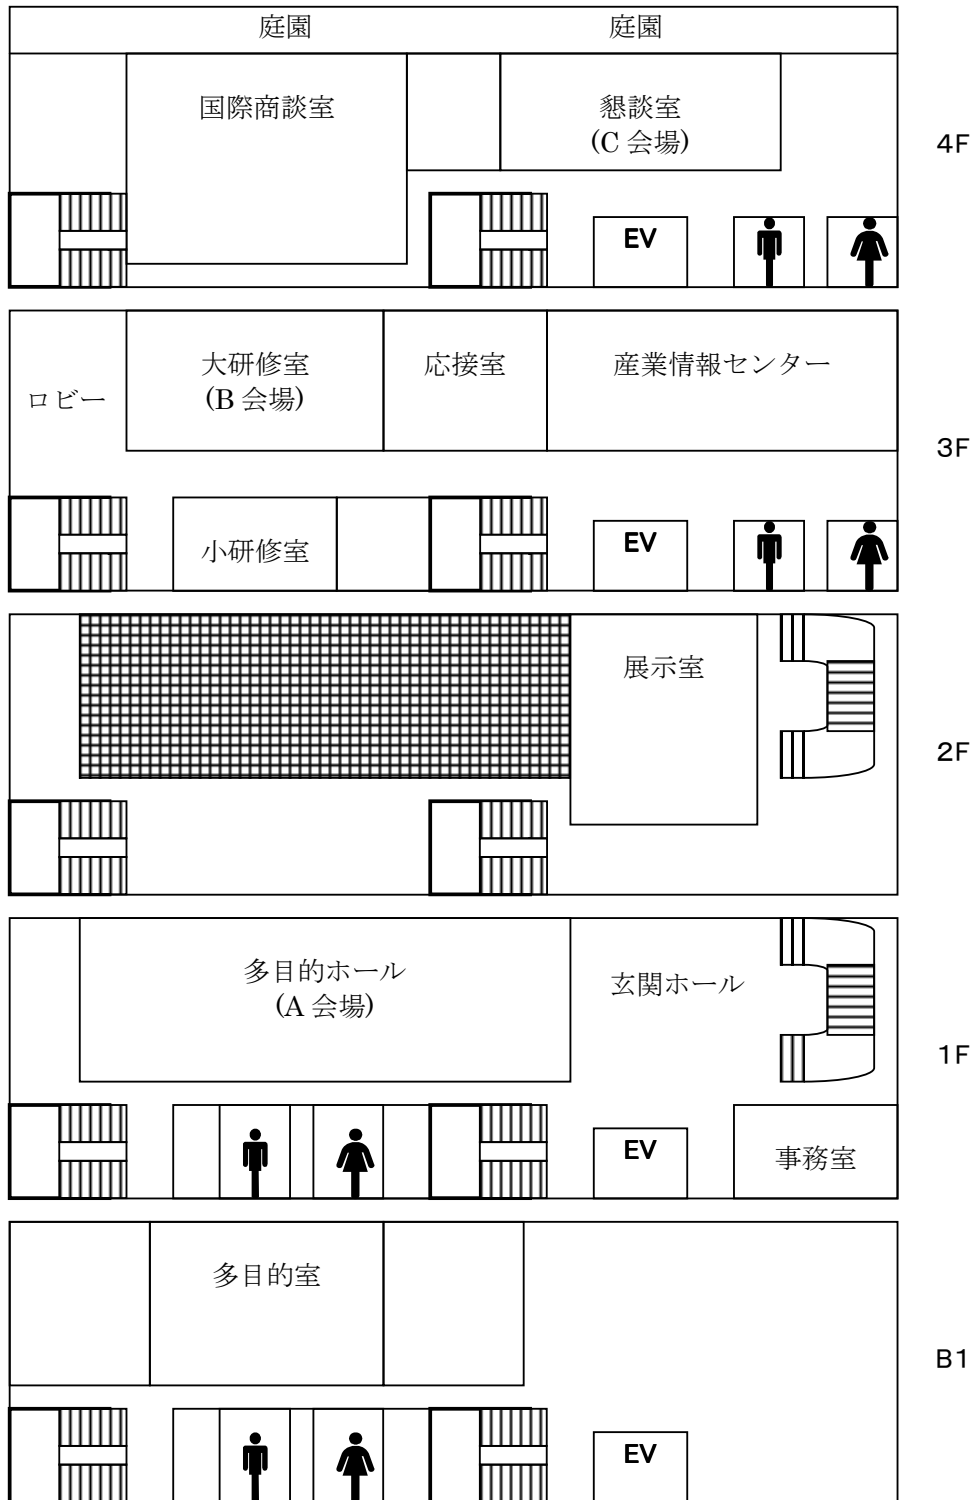 庭園 庭園
国際商談室
懇談室
(C 会場)
4F
EV
大研修室
(B 会場)
応接室
産業情報センター
ロビー
3F
小研修室
EV
展示室
2F
多目的ホール
(A 会場)
玄関ホール
1F
EV
事務室
多目的室
B1
EV